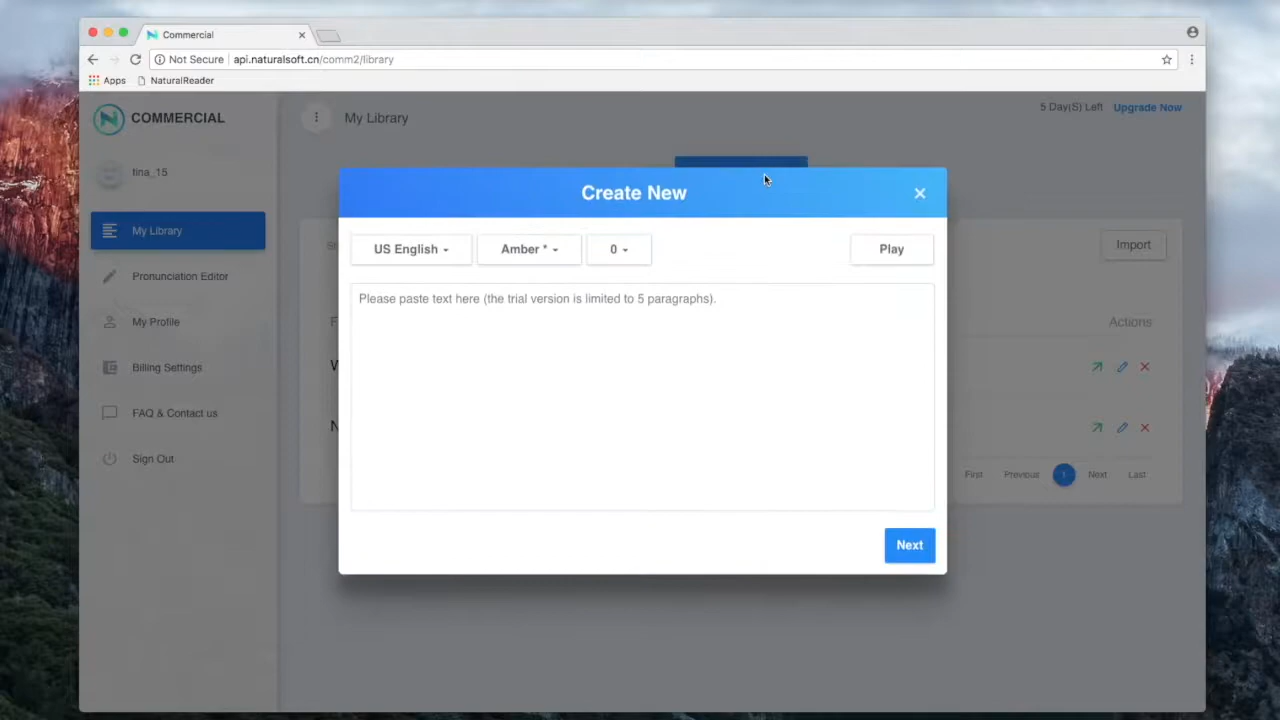 Commercial
Not Secure api.naturalsoft.cn/comm2/library
Apps NaturalReader
COMMERCIAL
My Library
5 Day(S) Left Upgrade Now
tina_15
My Library
Pronunciation Editor
My Profile
Billing Settings
FAQ & Contact us
Sign Out
Create New
US English
Amber *
0
Play
Please paste text here (the trial version is limited to 5 paragraphs).
Next
Import
Actions
First Previous 1 Next Last